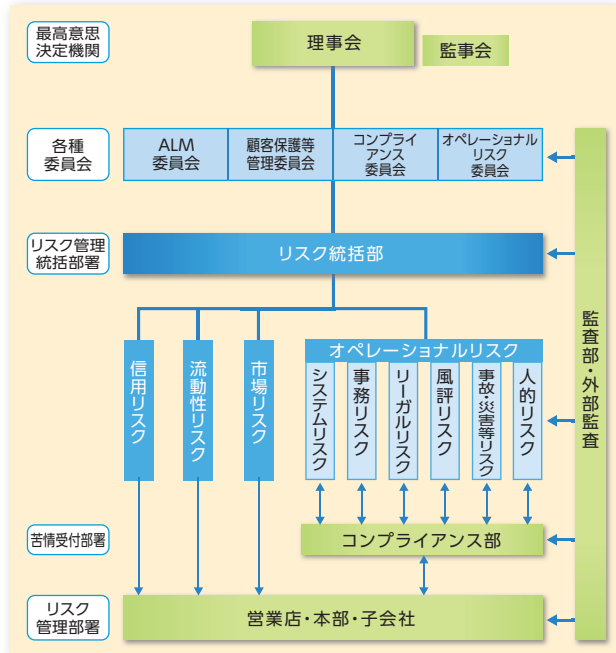 最高意思
決定機関
理事会
監事会
各種
委員会
ALM
委員会
顧客保護等
管理委員会
コンプライ
アンス
委員会
オペレーショナル
リスク
委員会
リスク管理
統括部署
リスク統括部
監査部・外部監査
信用リスク
流動性リスク
市場リスク
オペレーショナルリスク
システムリスク
事務リスク
リーガルリスク
風評リスク
事故・災害等リスク
人的リスク
苦情受付部署
コンプライアンス部
リスク
管理部署
営業店・本部・子会社